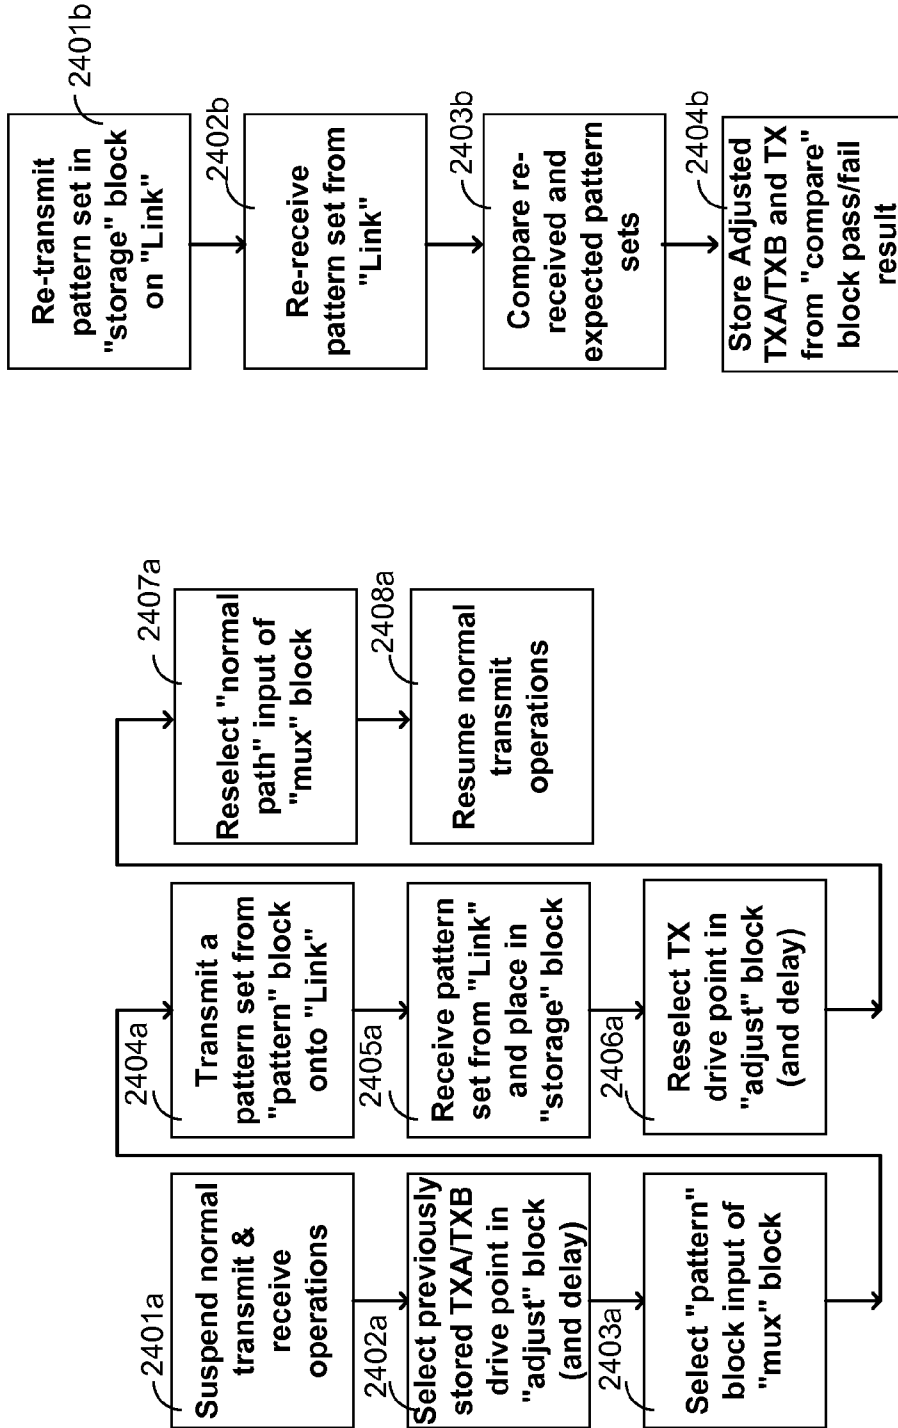 2401a
Suspend normal
transmit &
receive
operations
2402a
Select previously
stored TXA/TXB
drive point in
"adjust" block
(and delay)
2403a
Select "pattern"
block input of
"mux" block
2404a
Transmit a
pattern set from
"pattern" block
onto "Link"
2405a
Receive pattern
set from "Link"
and place in
"storage" block
2406a
Reselect TX
drive point in
"adjust" block
(and delay)
2407a
Reselect "normal
path" input of
"mux" block
2408a
Resume normal
transmit
operations
2401b
Re-transmit
pattern set in
"storage" block
on "Link"
2402b
Re-receive
pattern set from
"Link"
2403b
Compare re-
received and
expected pattern
sets
2404b
Store Adjusted
TXA/TXB and TX
from "compare"
block pass/fail
result